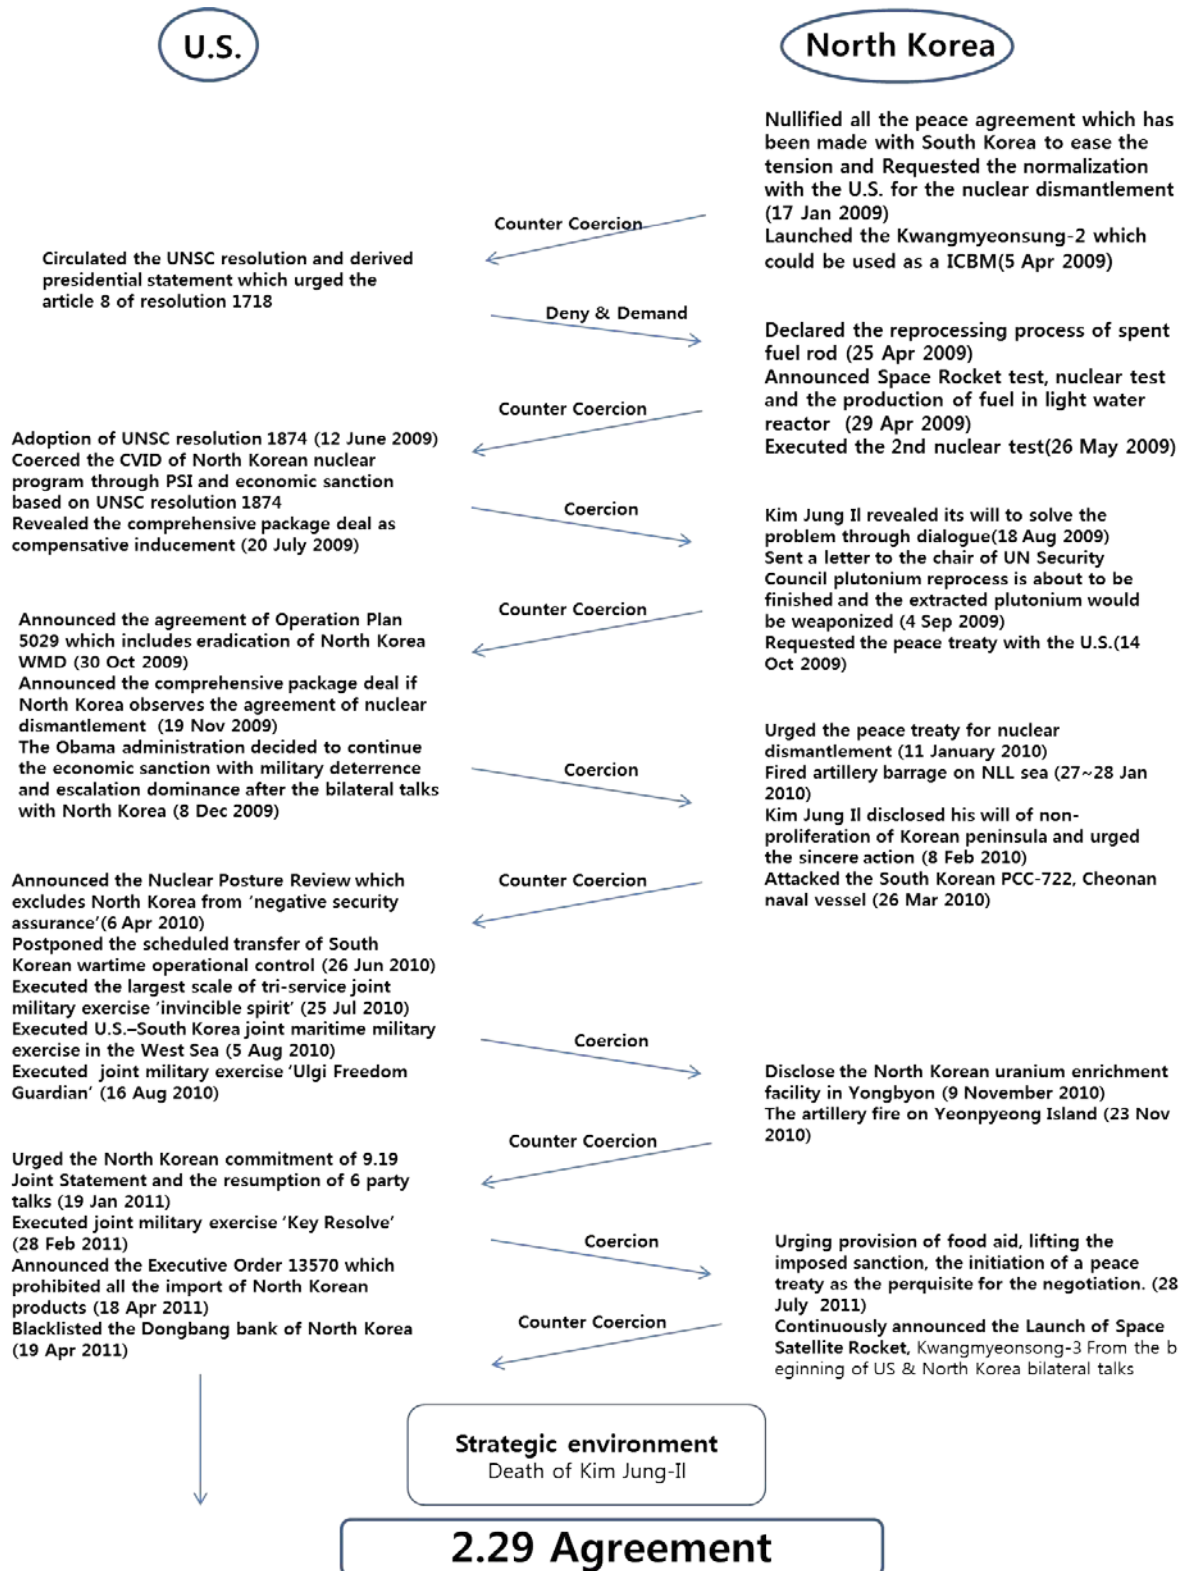 U.S.
North Korea
Nullified all the peace agreement which has
been made with South Korea to ease the
tension and Requested the normalization
with the U.S. for the nuclear dismantlement
(17 Jan 2009)
Launched the Kwangmyeonsung-2 which
could be used as a ICBM(5 Apr 2009)
Counter Coercion
Circulated the UNSC resolution and derived
presidential statement which urged the
article 8 of resolution 1718
Deny & Demand
Declared the reprocessing process of spent
fuel rod (25 Apr 2009)
Announced Space Rocket test, nuclear test
and the production of fuel in light water
reactor (29 Apr 2009)
Executed the 2nd nuclear test(26 May 2009)
Counter Coercion
Adoption of UNSC resolution 1874 (12 June 2009)
Coerced the CVID of North Korean nuclear
program through PSI and economic sanction
based on UNSC resolution 1874
Revealed the comprehensive package deal as
compensative inducement (20 July 2009)
Coercion
Kim Jung Il revealed its will to solve the
problem through dialogue(18 Aug 2009)
Sent a letter to the chair of UN Security
Council plutonium reprocess is about to be
finished and the extracted plutonium would
be weaponized (4 Sep 2009)
Requested the peace treaty with the U.S.(14
Oct 2009)
Counter Coercion
Announced the agreement of Operation Plan
5029 which includes eradication of North Korea
WMD (30 Oct 2009)
Announced the comprehensive package deal if
North Korea observes the agreement of nuclear
dismantlement (19 Nov 2009)
The Obama administration decided to continue
the economic sanction with military deterrence
and escalation dominance after the bilateral talks
with North Korea (8 Dec 2009)
Coercion
Urged the peace treaty for nuclear
dismantlement (11 January 2010)
Fired artillery barrage on NLL sea (27~28 Jan
2010)
Kim Jung Il disclosed his will of non-
proliferation of Korean peninsula and urged
the sincere action (8 Feb 2010)
Attacked the South Korean PCC-722, Cheonan
naval vessel (26 Mar 2010)
Counter Coercion
Announced the Nuclear Posture Review which
excludes North Korea from ‘negative security
assurance’(6 Apr 2010)
Postponed the scheduled transfer of South
Korean wartime operational control (26 Jun 2010)
Executed the largest scale of tri-service joint
military exercise ‘invincible spirit’ (25 Jul 2010)
Executed U.S.–South Korea joint maritime military
exercise in the West Sea (5 Aug 2010)
Executed joint military exercise ‘Ulgi Freedom
Guardian’ (16 Aug 2010)
Coercion
Disclose the North Korean uranium enrichment
facility in Yongbyon (9 November 2010)
The artillery fire on Yeonpyeong Island (23 Nov
2010)
Counter Coercion
Urged the North Korean commitment of 9.19
Joint Statement and the resumption of 6 party
talks (19 Jan 2011)
Executed joint military exercise ‘Key Resolve’
(28 Feb 2011)
Announced the Executive Order 13570 which
prohibited all the import of North Korean
products (18 Apr 2011)
Blacklisted the Dongbang bank of North Korea
(19 Apr 2011)
Coercion
Urging provision of food aid, lifting the
imposed sanction, the initiation of a peace
treaty as the perquisite for the negotiation. (28
July 2011)
Continuously announced the Launch of Space
Satellite Rocket, Kwangmyeonsong-3 From the b
eginning of US & North Korea bilateral talks
Counter Coercion
Strategic environment
Death of Kim Jung-Il
2.29 Agreement